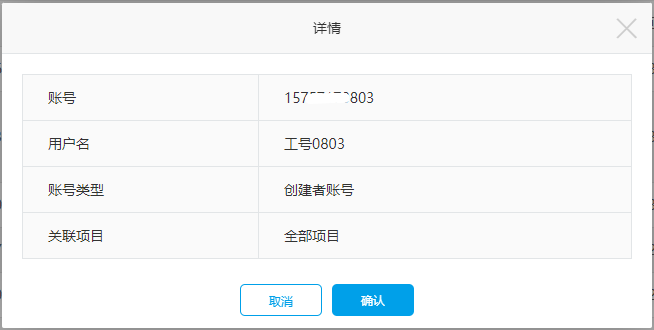 详情
账号
用户名 工号0803
账号类型 创建者账号
关联项目 全部项目
取消 确认